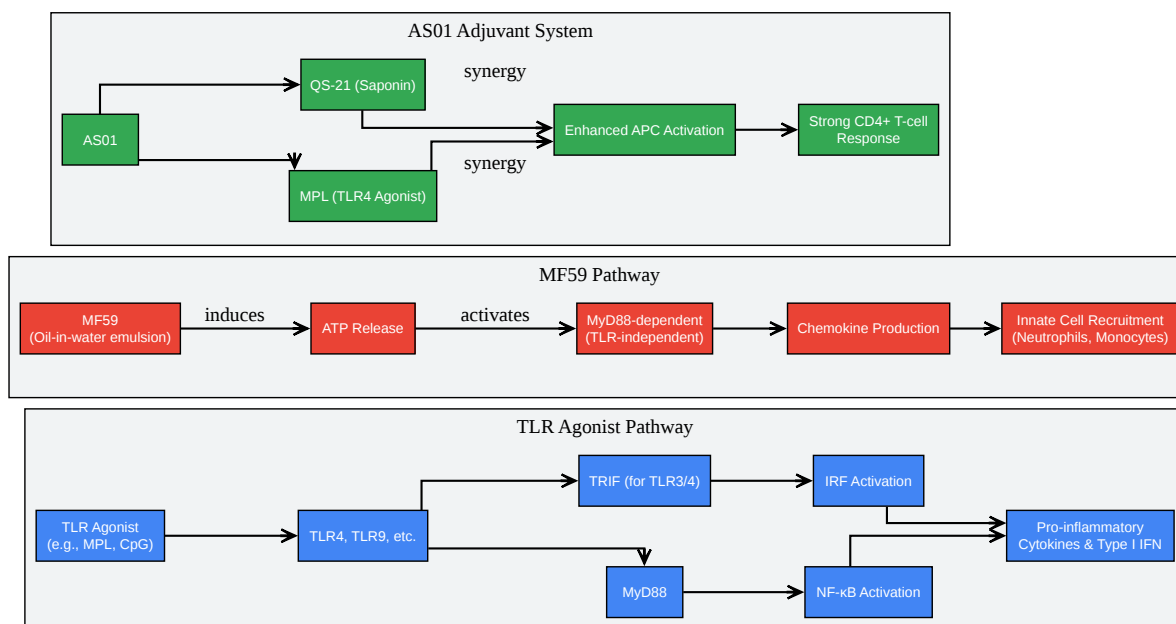 AS01 Adjuvant System
QS-21 (Saponin)
synergy
AS01
Enhanced APC Activation
Strong CD4+ T-cell
Response
synergy
MPL (TLR4 Agonist)
MF59 Pathway
MF59
(Oil-in-water emulsion)
induces
ATP Release
activates
MyD88-dependent
(TLR-independent)
Chemokine Production
Innate Cell Recruitment
(Neutrophils, Monocytes)
TLR Agonist Pathway
TRIF (for TLR3/4)
IRF Activation
TLR Agonist
(e.g., MPL, CpG)
TLR4, TLR9, etc.
Pro-inflammatory
Cytokines & Type I IFN
MyD88
NF-κB Activation